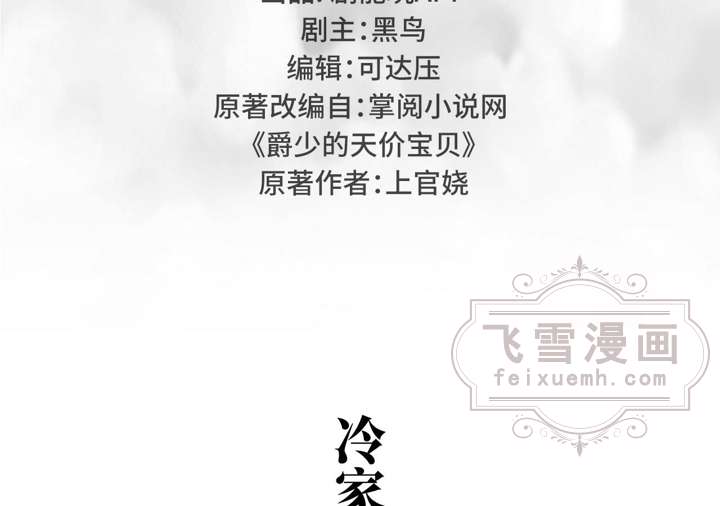 剧主：黑鸟
编辑：可达压
原著改编自：掌阅小说网
《爵少的天价宝贝》
原著作者：上官娆
飞雪漫画
feixuemh.com
冷家